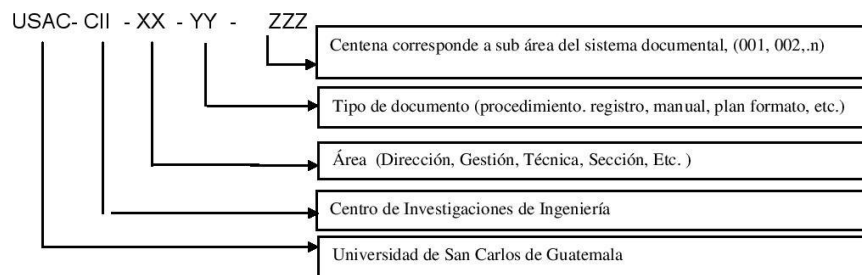 USAC- CII - XX - YY - ZZZ
Centena corresponde a sub área del sistema documental, (001, 002,.n)
Tipo de documento (procedimiento. registro, manual, plan formato, etc.)
Área (Dirección, Gestión, Técnica, Sección, Etc. )
Centro de Investigaciones de Ingeniería
Universidad de San Carlos de Guatemala